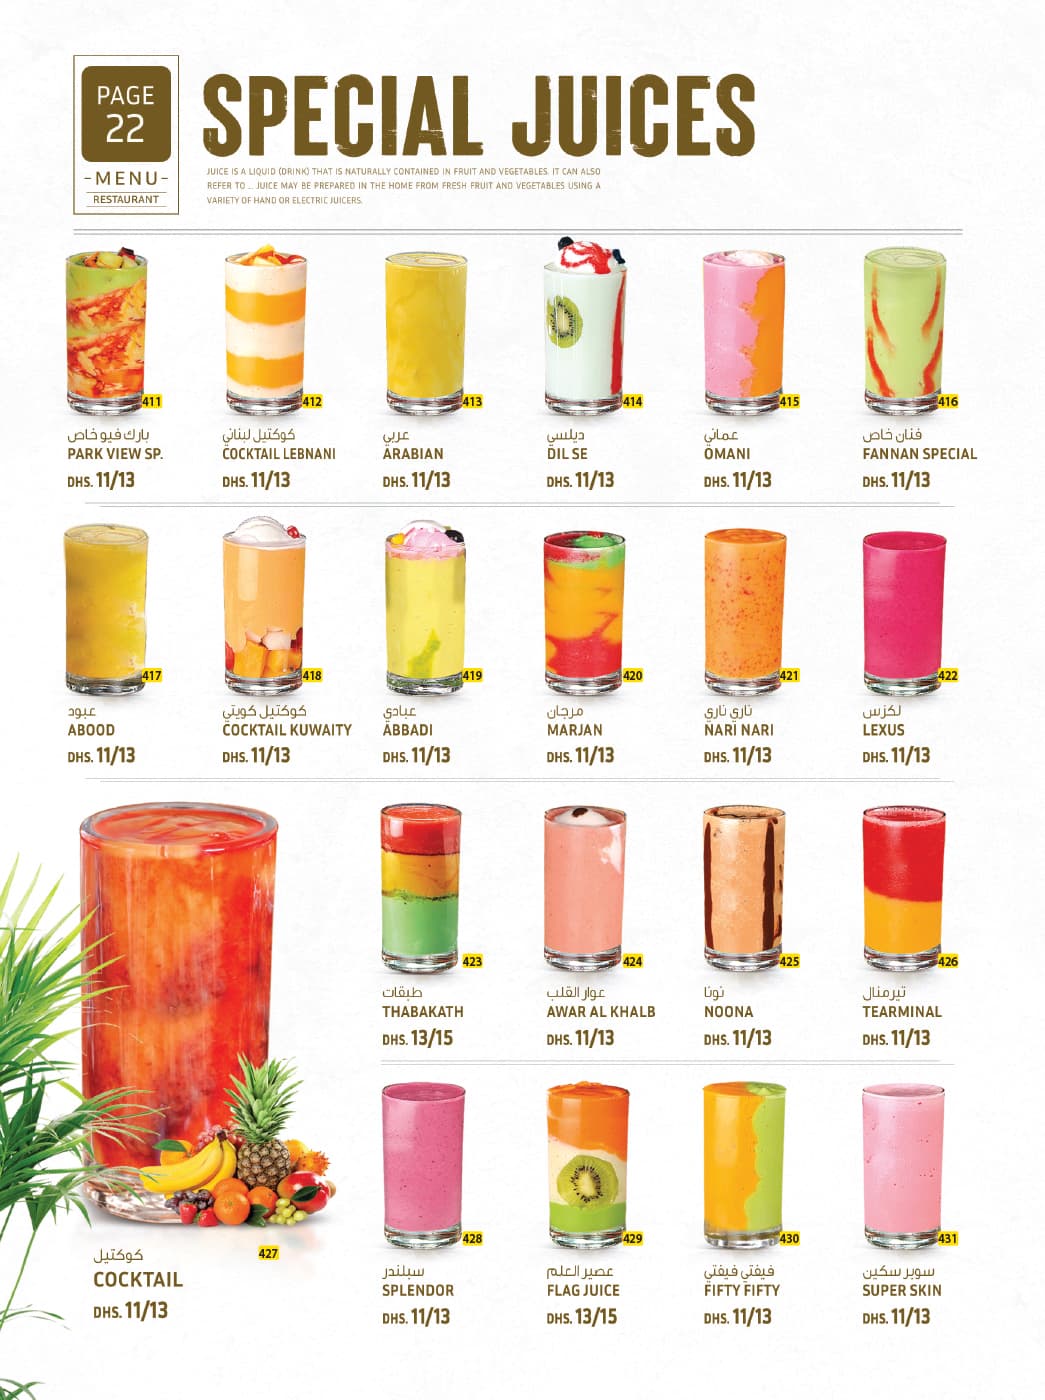 PAGE
22
-MENU-
RESTAURANT
SPECIAL JUICES
JUICE IS A LIQUID (DRINK) THAT IS NATURALLY CONTAINED IN FRUIT AND VEGETABLES. IT CAN ALSO
REFER TO ... JUICE MAY BE PREPARED IN THE HOME FROM FRESH FRUIT AND VEGETABLES USING A
VARIETY OF HAND OR ELECTRIC JUICERS.
411
بارك فيو خاص
PARK VIEW SP.
DHS. 11/13
412
كوكتيل لبناني
COCKTAIL LEBNANI
DHS. 11/13
413
عربي
ARABIAN
DHS. 11/13
414
ديلسي
DIL SE
DHS. 11/13
415
عماني
OMANI
DHS. 11/13
416
فنان خاص
FANNAN SPECIAL
DHS. 11/13
417
عبود
ABOOD
DHS. 11/13
418
كوكتيل كويتي
COCKTAIL KUWAITY
DHS. 11/13
419
عبادي
ABBADI
DHS. 11/13
420
مرجان
MARJAN
DHS. 11/13
421
ناري ناري
NARI NARI
DHS. 11/13
422
لكزس
LEXUS
DHS. 11/13
423
طبقات
THABAKATH
DHS. 13/15
424
عوار القلب
AWAR AL KHALB
DHS. 11/13
425
نونا
NOONA
DHS. 11/13
426
تيرمنال
TEARMINAL
DHS. 11/13
427
كوكتيل
COCKTAIL
DHS. 11/13
428
سبلندر
SPLENDOR
DHS. 11/13
429
عصير العلم
FLAG JUICE
DHS. 13/15
430
فيفتي فيفتي
FIFTY FIFTY
DHS. 11/13
431
سوبر سكين
SUPER SKIN
DHS. 11/13